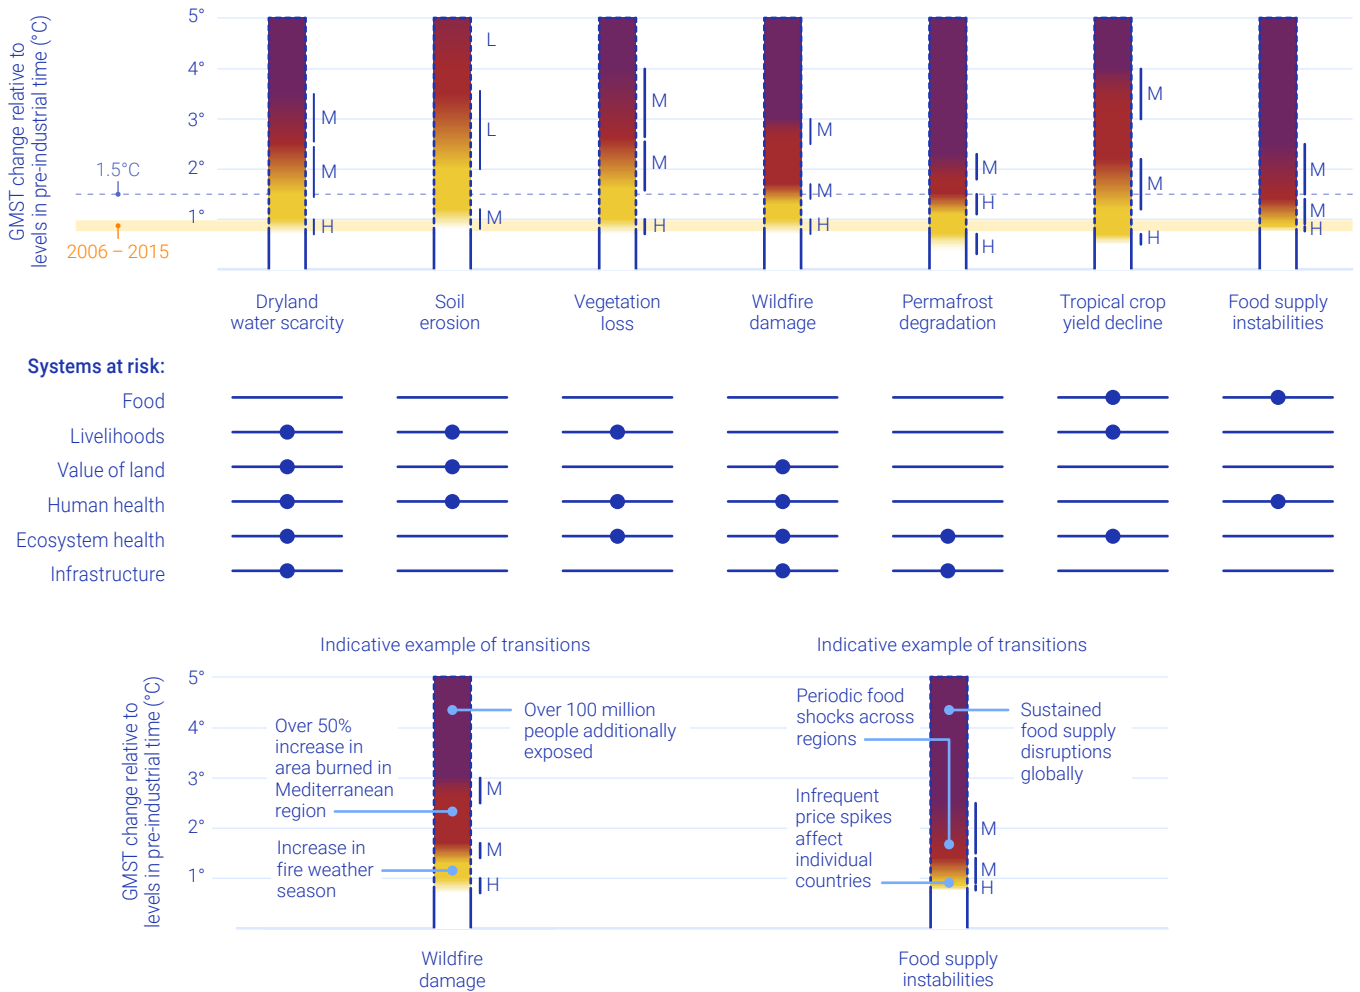 GMST change relative to
levels in pre-industrial time (°C)
5°
4°
3°
2°
1°
1.5°C
2006 – 2015
M
M
H
L
L
M
M
M
H
M
M
H
M
H
H
M
M
H
M
M
H
Dryland
water scarcity
Soil
erosion
Vegetation
loss
Wildfire
damage
Permafrost
degradation
Tropical crop
yield decline
Food supply
instabilities
Systems at risk:
Food
Livelihoods
Value of land
Human health
Ecosystem health
Infrastructure
Indicative example of transitions
GMST change relative to
levels in pre-industrial time (°C)
5°
4°
3°
2°
1°
Over 50%
increase in
area burned in
Mediterranean
region
Increase in
fire weather
season
Over 100 million
people additionally
exposed
M
M
H
Wildfire
damage
Indicative example of transitions
Periodic food
shocks across
regions
Infrequent
price spikes
affect
individual
countries
Sustained
food supply
disruptions
globally
M
M
H
Food supply
instabilities